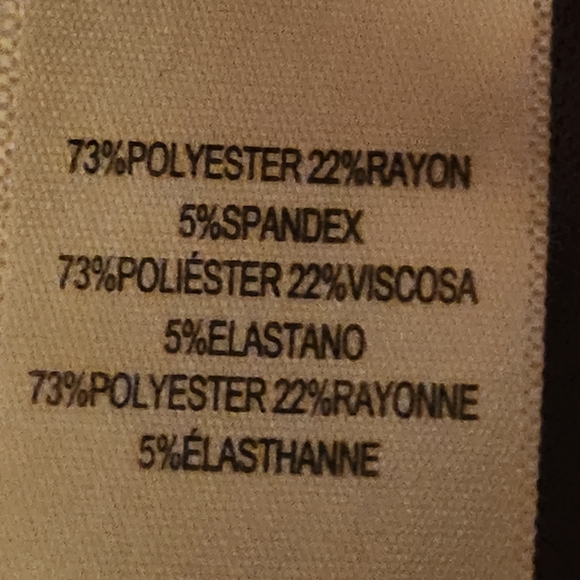 73%POLYESTER 22%RAYON
5%SPANDEX
73%POLIÉSTER 22%VISCOSA
5%ELASTANO
73%POLYESTER 22%RAYONNE
5%ÉLASTHANNE